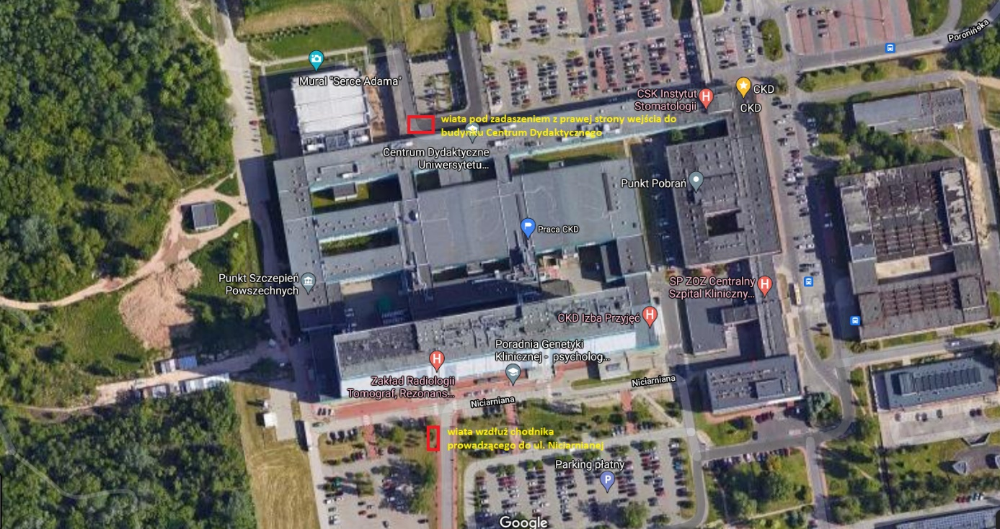 Poronińska
Mural "Serce Adama"
CSK Instytut
Stomatologii
CKD
CKD
wiata pod zadaszeniem z prawej strony wejścia do
budynku Centrum Dydaktycznego
Centrum Dydaktyczne
Uniwersytetu...
Punkt Pobrań
Praca CKD
Punkt Szczepień
Powszechnych
SP ZOZ Centralny
Szpital Kliniczny...
CKD Izba Przyjęć
Poradnia Genetyki
Klinicznej - psycholog...
Zakład Radiologii
Tomograf, Rezonans...
Niciarniana
Niciarniana
wiata wzdłuż chodnika
prowadzącego do ul. Niciarnianej
Parking płatny
P
Google